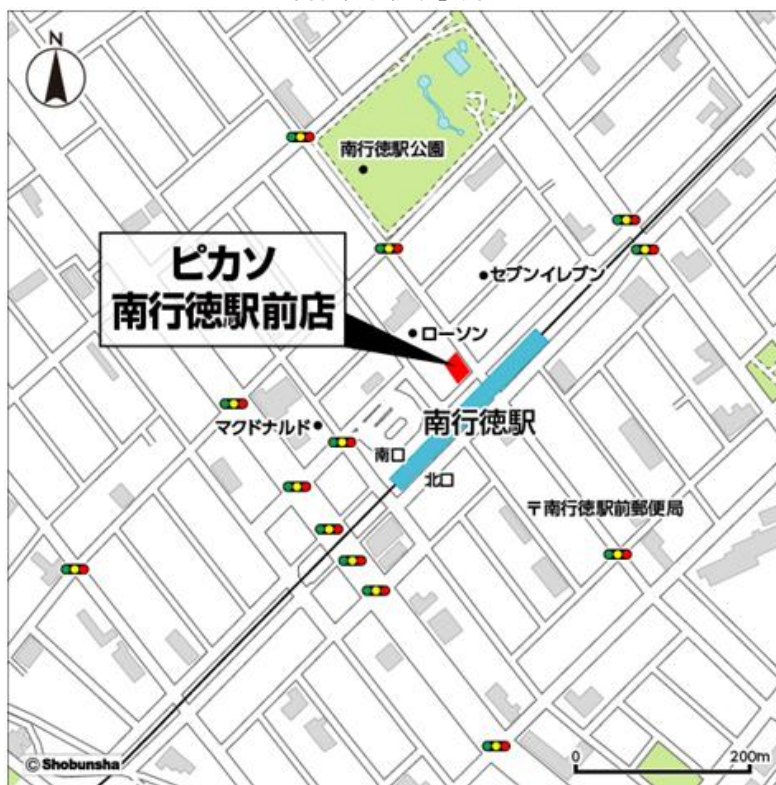 N
南行徳駅公園
ピカソ
南行徳駅前店
セブンイレブン
ローソン
マクドナルド
南行徳駅
南口
北口
〒南行徳駅前郵便局
© Shobunsha
0 200m